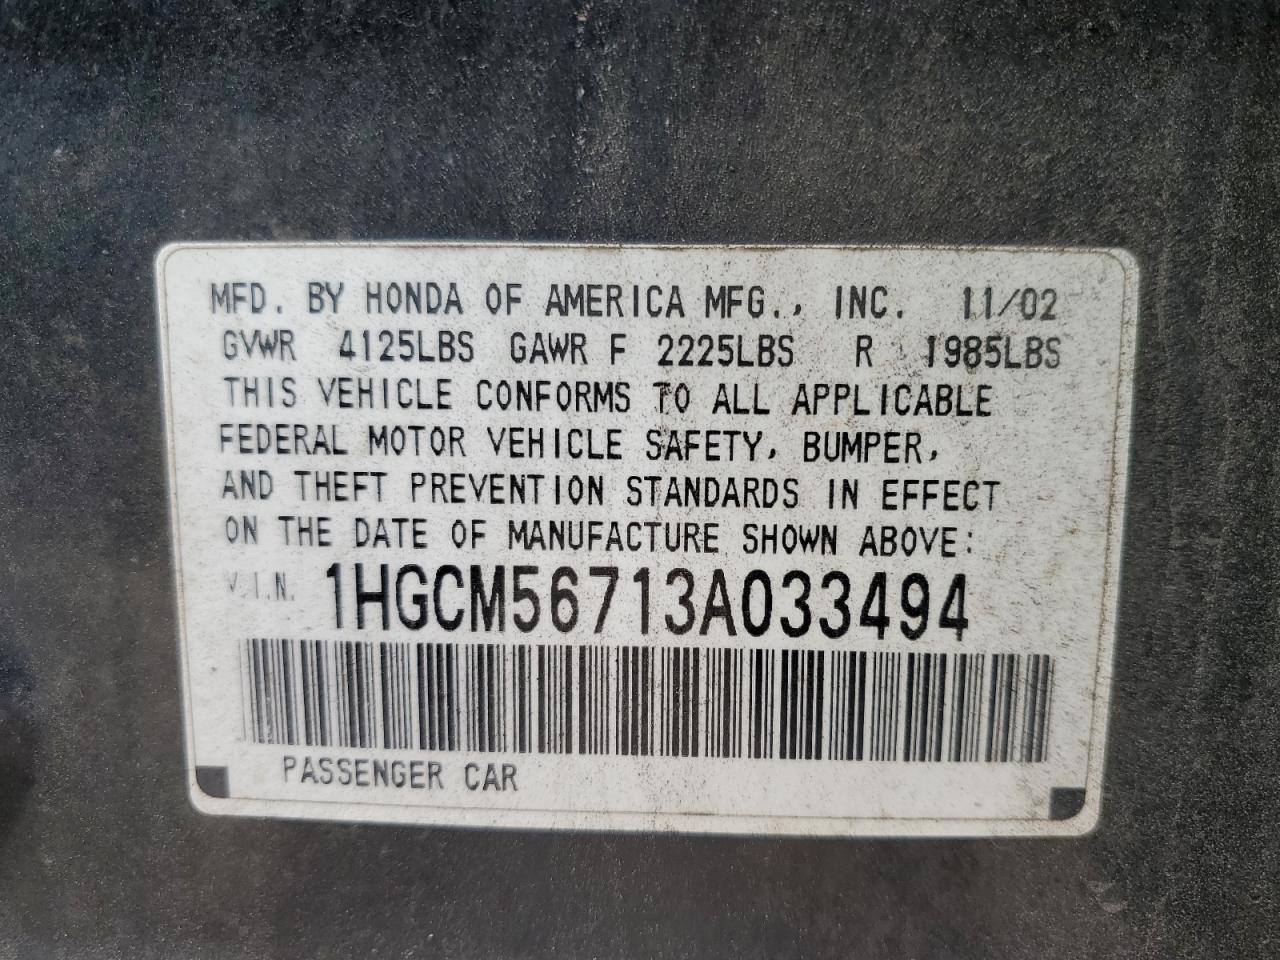 MFD. BY HONDA OF AMERICA MFG., INC. 11/02
GVWR 4125LBS GAWR F 2225LBS R 1985LBS
THIS VEHICLE CONFORMS TO ALL APPLICABLE
FEDERAL MOTOR VEHICLE SAFETY, BUMPER,
AND THEFT PREVENTION STANDARDS IN EFFECT
ON THE DATE OF MANUFACTURE SHOWN ABOVE:
V.I.N. 1HGCM56713A033494
PASSENGER CAR